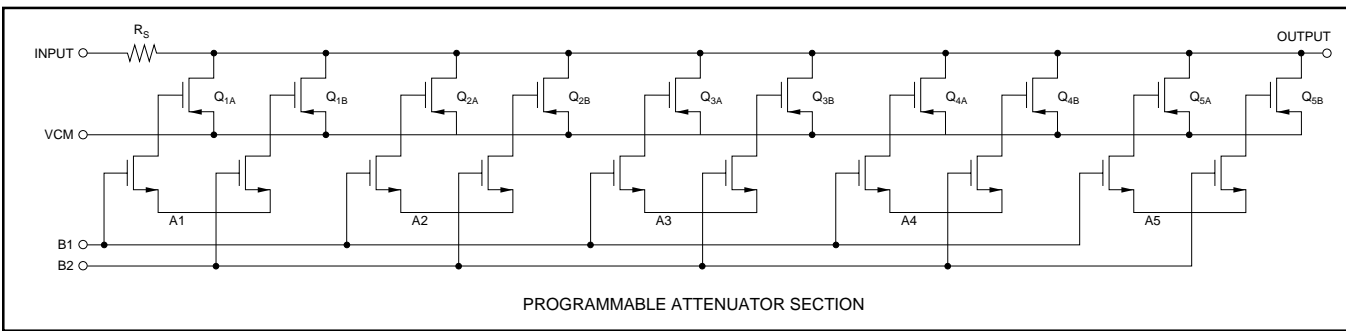 R_S
INPUT
OUTPUT
Q_1A
Q_1B
Q_2A
Q_2B
Q_3A
Q_3B
Q_4A
Q_4B
Q_5A
Q_5B
VCM
A1
A2
A3
A4
A5
B1
B2
PROGRAMMABLE ATTENUATOR SECTION